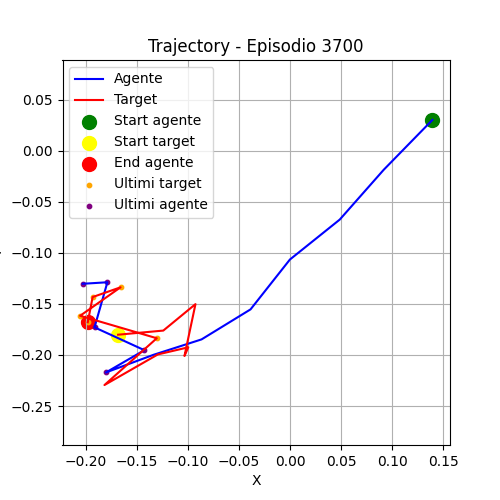 Trajectory - Episodio 3700
Agente
Target
Start agente
Start target
End agente
Ultimi target
Ultimi agente
0.05
0.00
−0.05
−0.10
−0.15
−0.20
−0.25
−0.20 −0.15 −0.10 −0.05 0.00 0.05 0.10 0.15
X